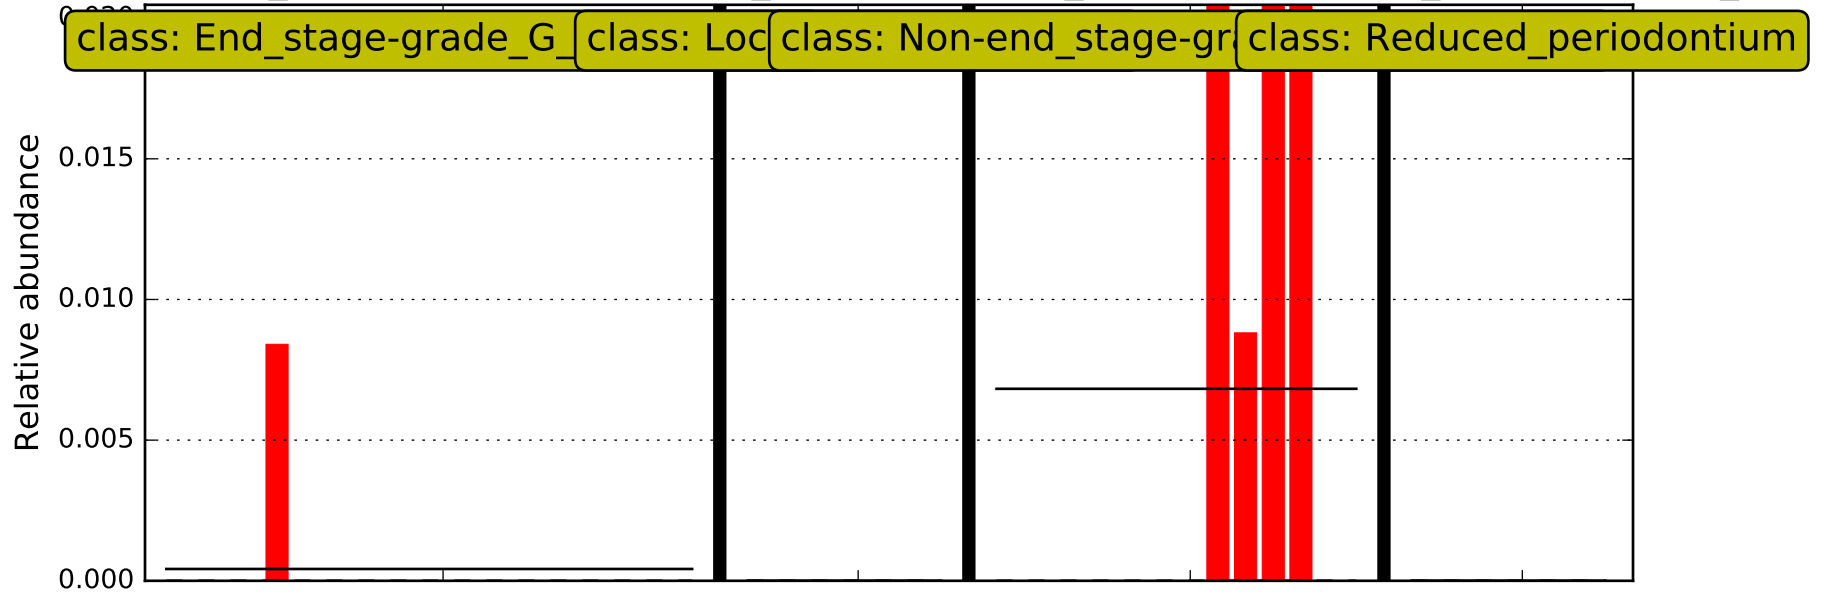 class: End_stage-grade_G_ class: Loc class: Non-end_stage-gr class: Reduced_periodontium
0.015
0.010
0.005
0.000
Relative abundance